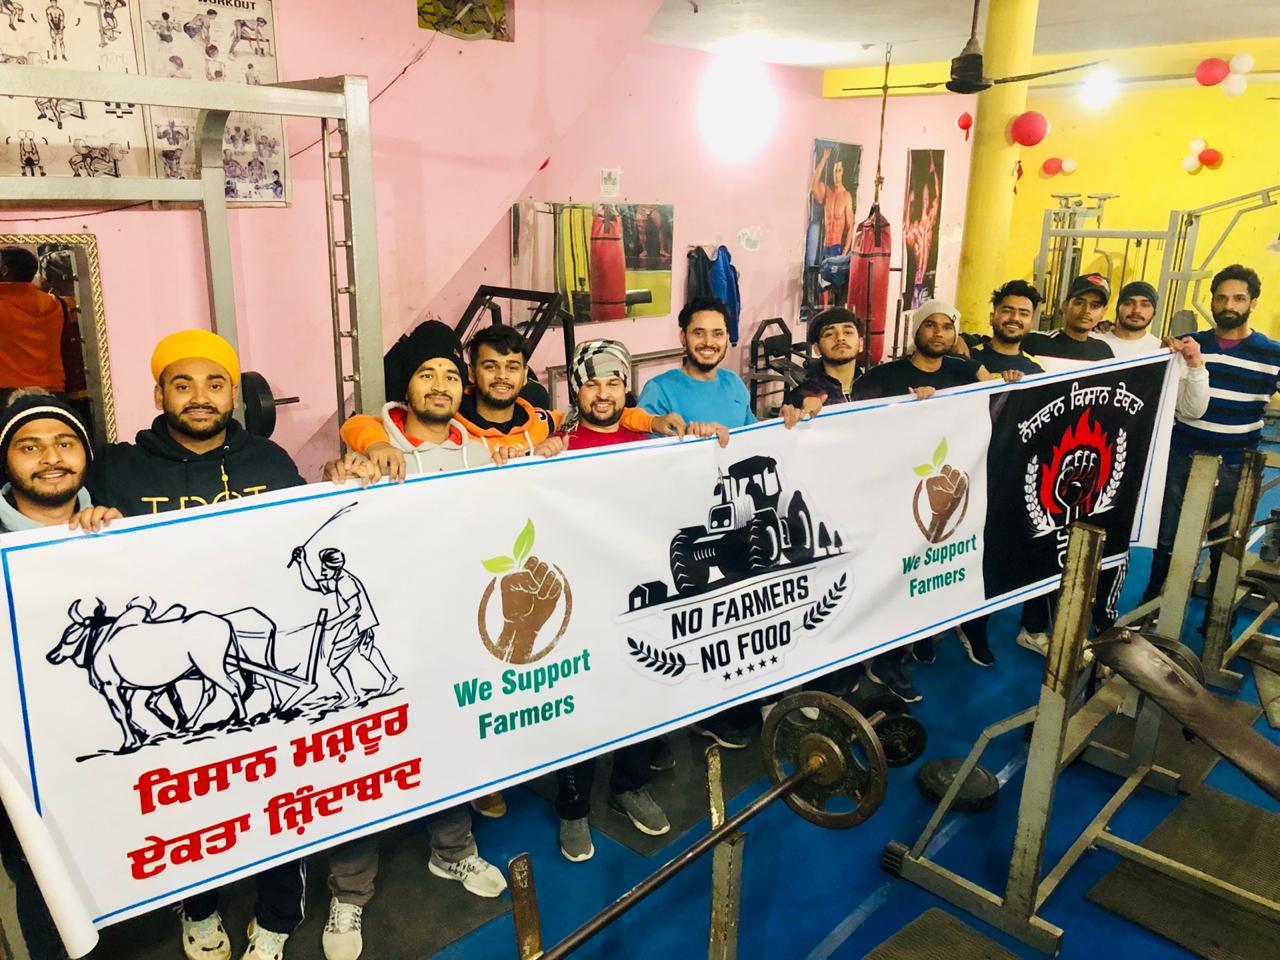 WORKOUT
ਕਿਸਾਨ ਮਜ਼ਦੂਰ
ਏਕਤਾ ਜ਼ਿੰਦਾਬਾਦ
We Support
Farmers
NO FARMERS
NO FOOD
We Support
Farmers
ਨੌਜਵਾਨ ਕਿਸਾਨ ਏਕਤਾ